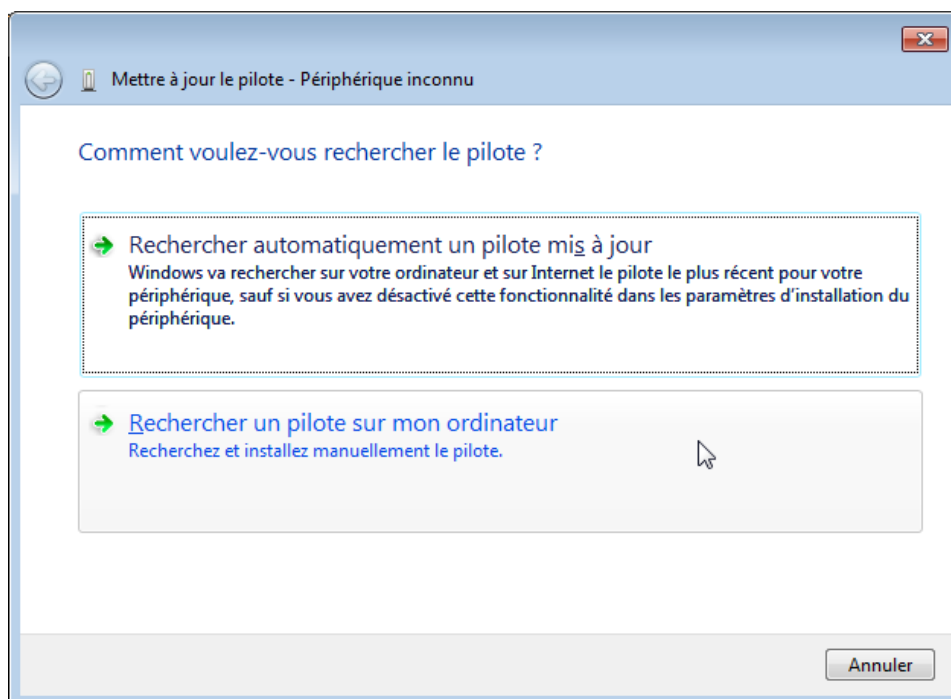 Mettre à jour le pilote - Périphérique inconnu
Comment voulez-vous rechercher le pilote ?
Rechercher automatiquement un pilote mis à jour
Windows va rechercher sur votre ordinateur et sur Internet le pilote le plus récent pour votre
périphérique, sauf si vous avez désactivé cette fonctionnalité dans les paramètres d'installation du
périphérique.
Rechercher un pilote sur mon ordinateur
Recherchez et installez manuellement le pilote.
Annuler